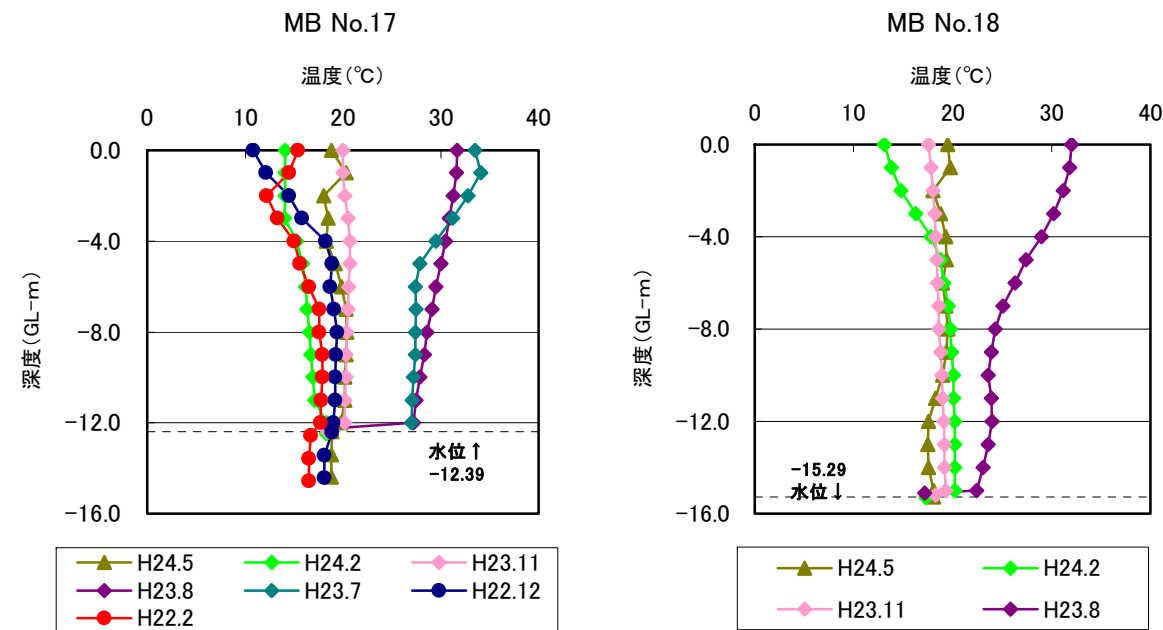 MB No.17
温度(℃)
0 10 20 30 40
0.0
-4.0
-8.0
-12.0
-16.0
深度(GL-m)
水位↑
-12.39
H24.5 H24.2 H23.11
H23.8 H23.7 H22.12
H22.2
MB No.18
温度(℃)
0 10 20 30 40
0.0
-4.0
-8.0
-12.0
-16.0
深度(GL-m)
-15.29
水位↓
H24.5 H24.2
H23.11 H23.8